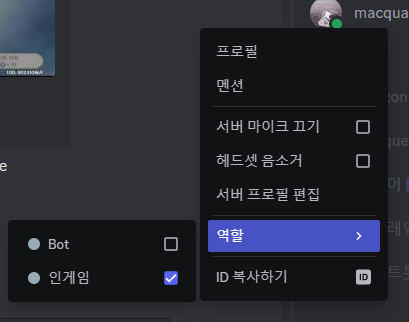 macqua
프로필
멘션
서버 마이크 끄기
헤드셋 음소거
서버 프로필 편집
역할
ID 복사하기
ID
Bot
인게임